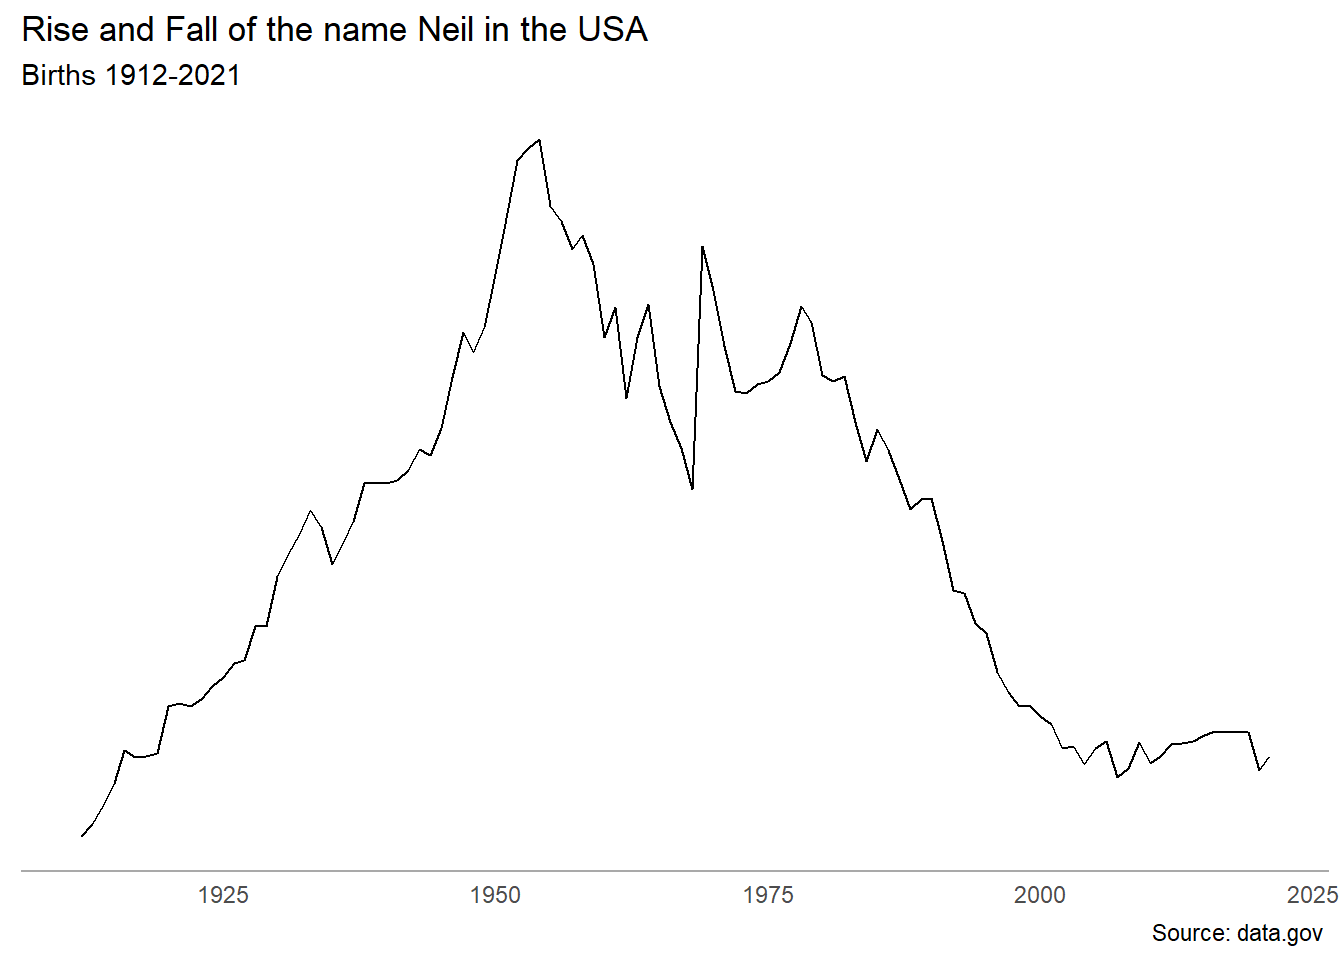 Rise and Fall of the name Neil in the USA
Births 1912-2021
1925 1950 1975 2000 2025
Source: data.gov